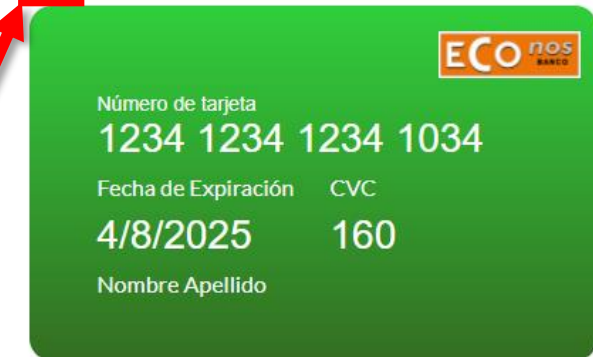 ECO nos
BANCO
Número de tarjeta
1234 1234 1234 1034
Fecha de Expiración CVC
4/8/2025 160
Nombre Apellido